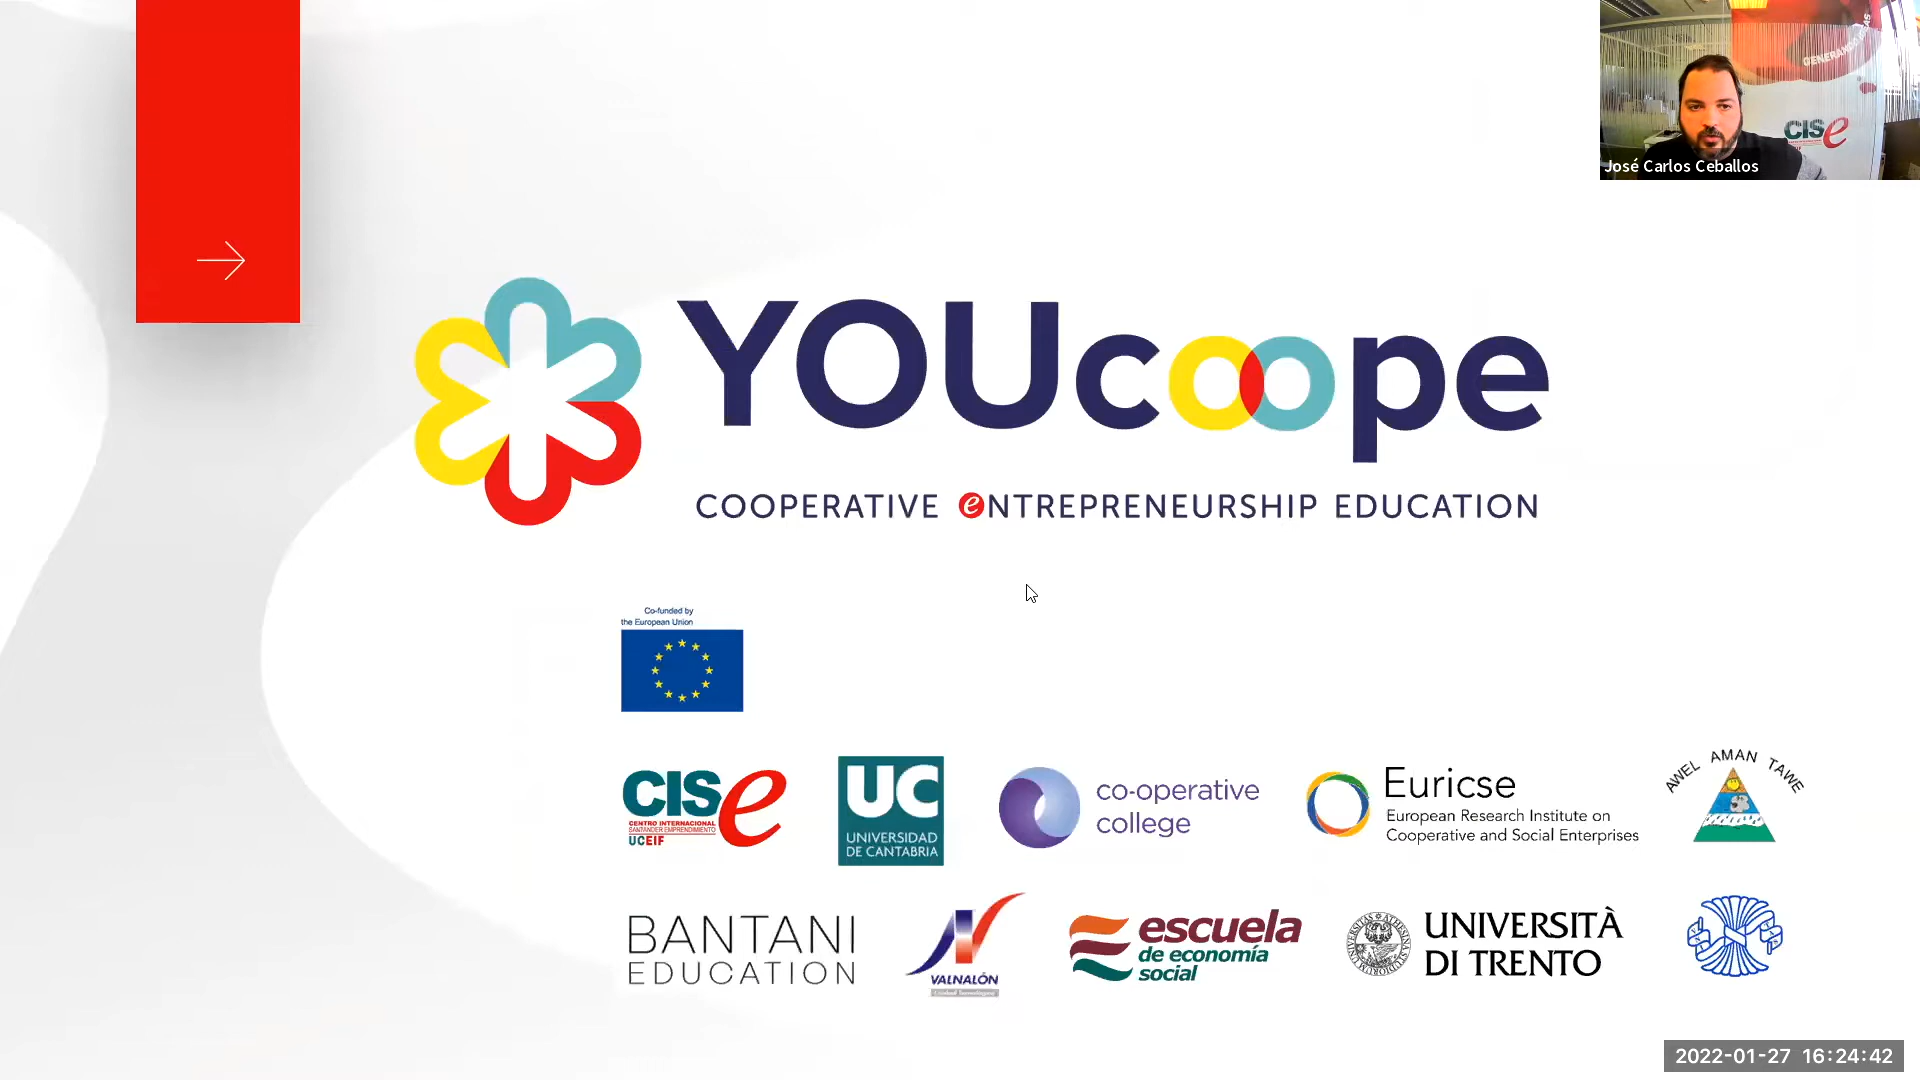 GENERANDO
CISe
José Carlos Ceballos
YOUcoope
COOPERATIVE eNTREPRENEURSHIP EDUCATION
Co-funded by
the European Union
CISe
CENTRO INTERNACIONAL
SANTANDER EMPRENDIMIENTO
UCEIF
UC
UNIVERSIDAD
DE CANTABRIA
co-operative
college
Euricse
European Research Institute on
Cooperative and Social Enterprises
AWEL AMAN TAWE
BANTANI
EDUCATION
VALNALÓN
escuela
de economía
social
UNIVERSITÀ
DI TRENTO
2022-01-27 16:24:42